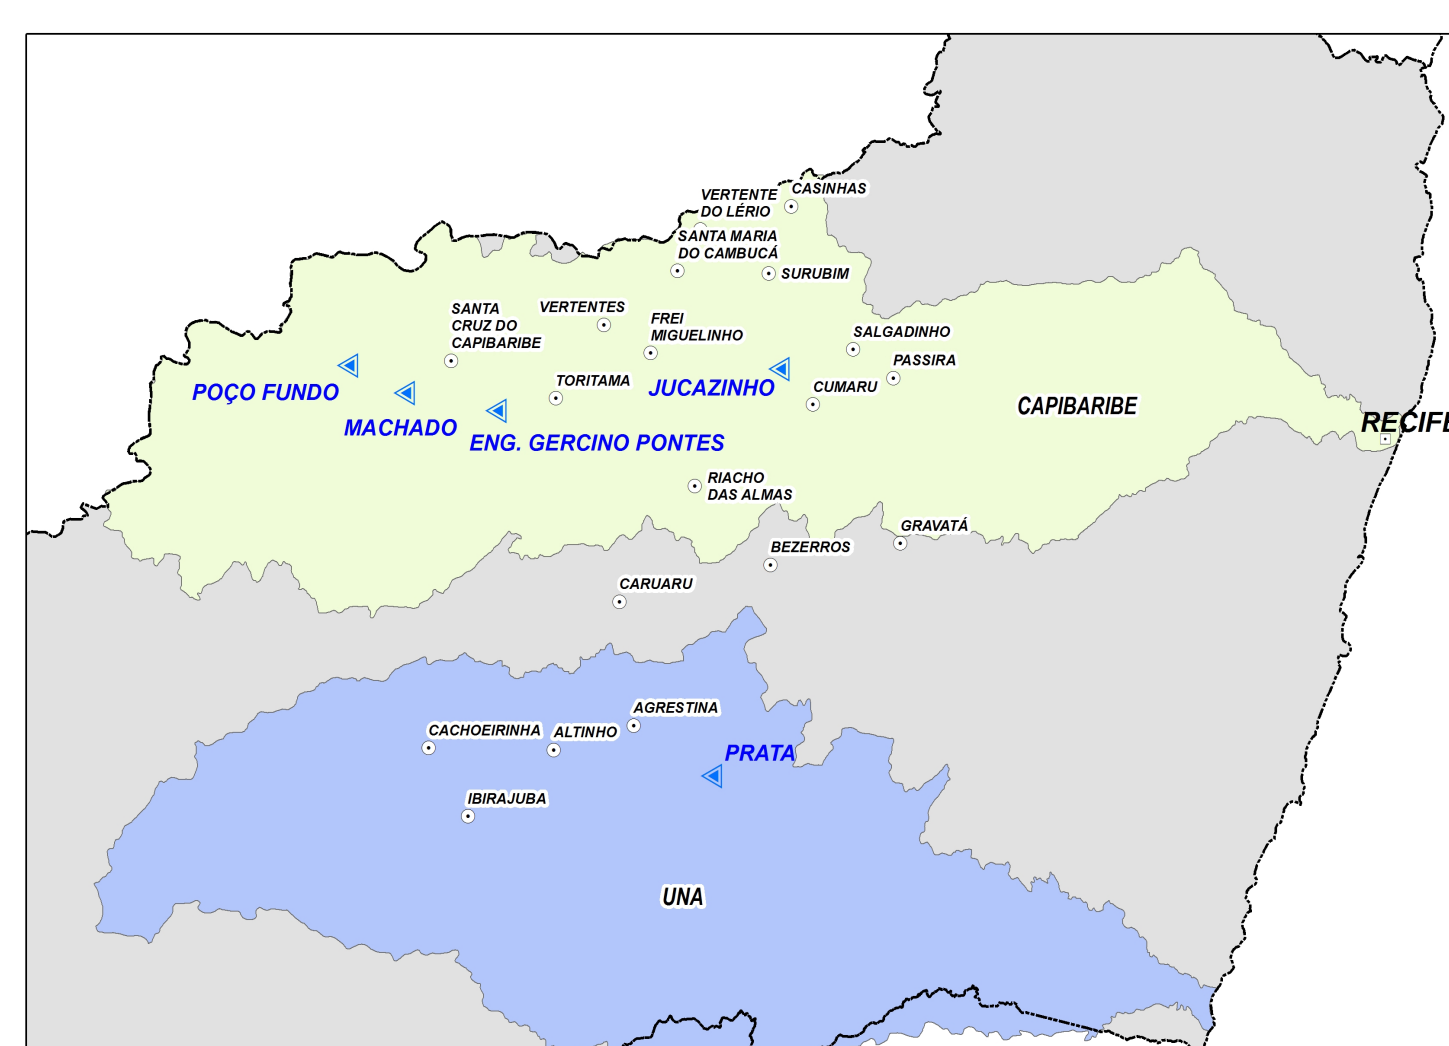 VERTENTE
DO LÉRIO
CASINHAS
SANTA MARIA
DO CAMBUCÁ
SURUBIM
SANTA
CRUZ DO
CAPIBARIBE
VERTENTES
FREI
MIGUELINHO
SALGADINHO
PASSIRA
POÇO FUNDO
MACHADO
TORITAMA
JUCAZINHO
CUMARU
CAPIBARIBE
RECIFE
ENG. GERCINO PONTES
RIACHO
DAS ALMAS
GRAVATÁ
BEZERROS
CARUARU
AGRESTINA
CACHOEIRINHA
ALTINHO
PRATA
IBIRAJUBA
UNA